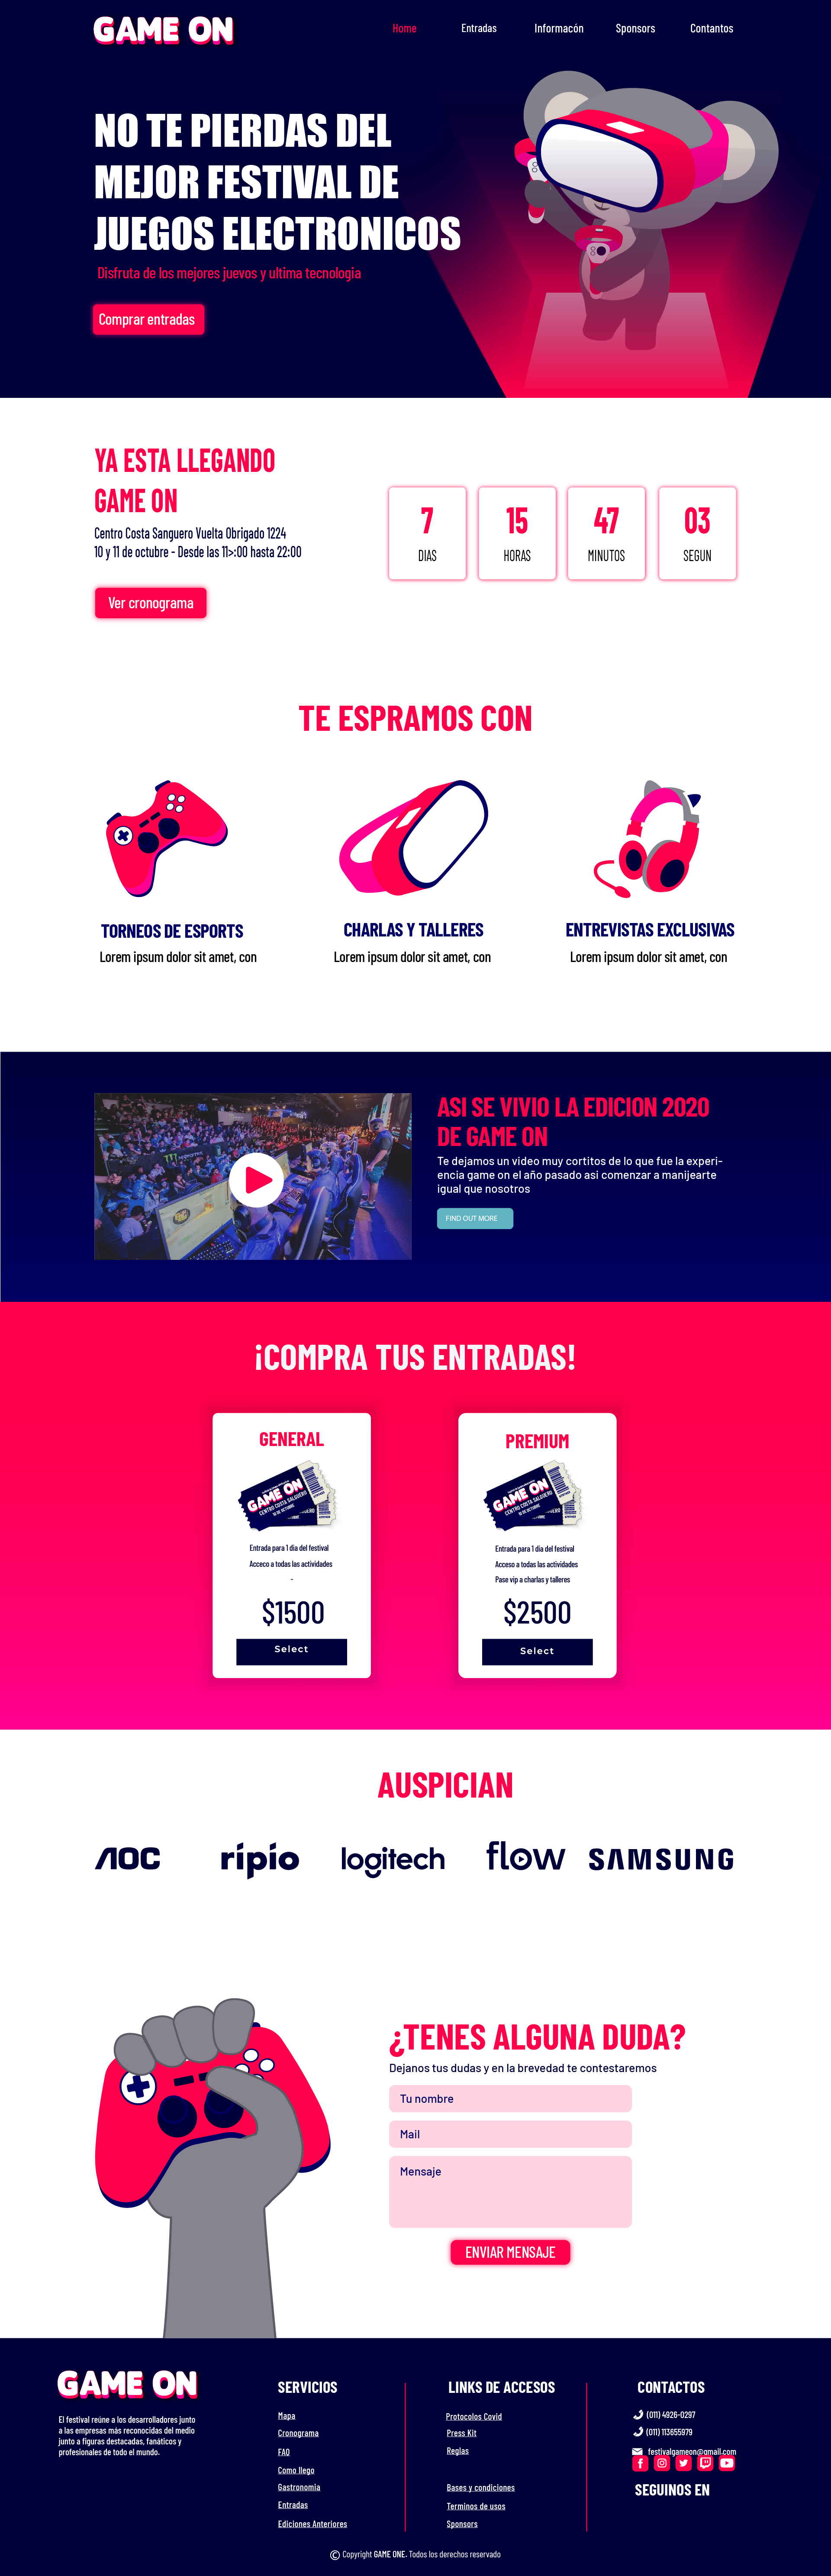 GAME ON
Home Entradas Informacón Sponsors Contantos
NO TE PIERDAS DEL
MEJOR FESTIVAL DE
JUEGOS ELECTRONICOS
Disfruta de los mejores juevos y ultima tecnologia
Comprar entradas
YA ESTA LLEGANDO
GAME ON
Centro Costa Sanguero Vuelta Obrigado 1224
10 y 11 de octubre - Desde las 11>:00 hasta 22:00
Ver cronograma
7 15 47 03
DIAS HORAS MINUTOS SEGUN
TE ESPRAMOS CON
TORNEOS DE ESPORTS
Lorem ipsum dolor sit amet, con
CHARLAS Y TALLERES
Lorem ipsum dolor sit amet, con
ENTREVISTAS EXCLUSIVAS
Lorem ipsum dolor sit amet, con
ASI SE VIVIO LA EDICION 2020
DE GAME ON
Te dejamos un video muy cortitos de lo que fue la experi-
encia game on el año pasado asi comenzar a manijearte
igual que nosotros
FIND OUT MORE
¡COMPRA TUS ENTRADAS!
GENERAL
GAME ON
CENTRO COSTA SALGUERO
Entrada para 1 dia del festival
Acceco a todas las actividades
-
$1500
Select
PREMIUM
GAME ON
CENTRO COSTA SALGUERO
Entrada para 1 dia del festival
Acceso a todas las actividades
Pase vip a charlas y talleres
$2500
Select
AUSPICIAN
AOC ripio logitech flow SAMSUNG
¿TENES ALGUNA DUDA?
Dejanos tus dudas y en la brevedad te contestaremos
Tu nombre
Mail
Mensaje
ENVIAR MENSAJE
GAME ON
El festival reúne a los desarrolladores junto
a las empresas más reconocidas del medio
junto a figuras destacadas, fanáticos y
profesionales de todo el mundo.
SERVICIOS
Mapa
Cronograma
FAQ
Como llego
Gastronomia
Entradas
Ediciones Anteriores
LINKS DE ACCESOS
Protocolos Covid
Press Kit
Reglas
Bases y condiciones
Terminos de usos
Sponsors
CONTACTOS
(011) 4926-0297
(011) 113655979
festivalgameon@gmail.com
SEGUINOS EN
© Copyright GAME ONE. Todos los derechos reservado